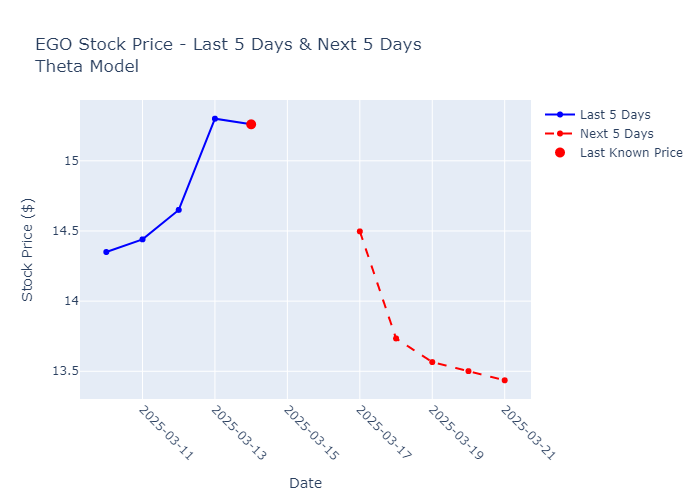 EGO Stock Price - Last 5 Days & Next 5 Days
Theta Model
Last 5 Days
Next 5 Days
Last Known Price
Stock Price ($)
15
14.5
14
13.5
2025-03-11
2025-03-13
2025-03-15
2025-03-17
2025-03-19
2025-03-21
Date